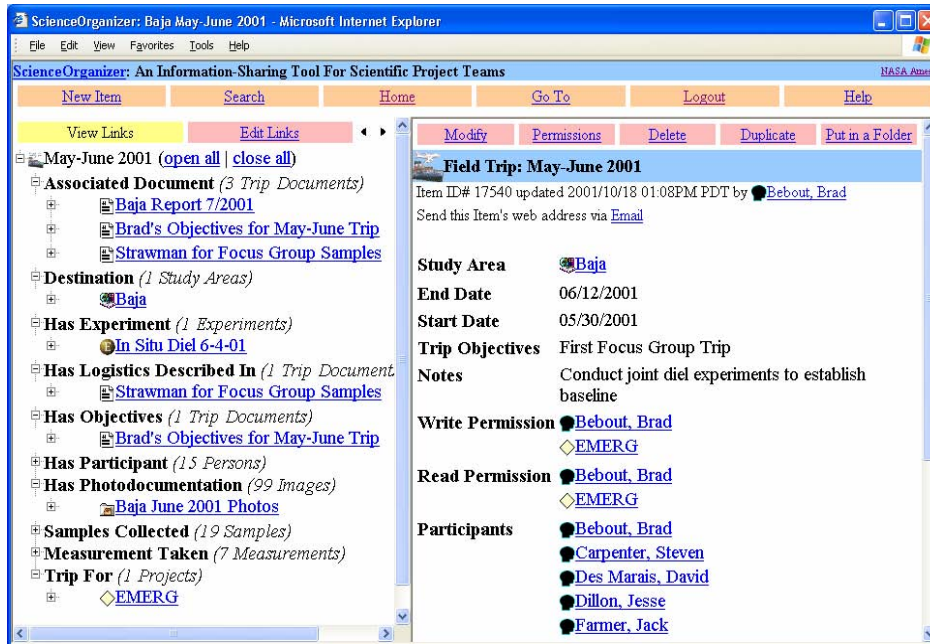 ScienceOrganizer: Baja May-June 2001 - Microsoft Internet Explorer
File Edit View Favorites Tools Help
ScienceOrganizer: An Information-Sharing Tool For Scientific Project Teams NASA Ames
New Item Search Home Go To Logout Help
View Links Edit Links
May-June 2001 (open all | close all)
Associated Document (3 Trip Documents)
Baja Report 7/2001
Brad's Objectives for May-June Trip
Strawman for Focus Group Samples
Destination (1 Study Areas)
Baja
Has Experiment (1 Experiments)
In Situ Diel 6-4-01
Has Logistics Described In (1 Trip Document
Strawman for Focus Group Samples
Has Objectives (1 Trip Documents)
Brad's Objectives for May-June Trip
Has Participant (15 Persons)
Has Photodocumentation (99 Images)
Baja June 2001 Photos
Samples Collected (19 Samples)
Measurement Taken (7 Measurements)
Trip For (1 Projects)
EMERG
Modify Permissions Delete Duplicate Put in a Folder
Field Trip: May-June 2001
Item ID# 17540 updated 2001/10/18 01:08PM PDT by Bebout, Brad
Send this Item's web address via Email
Study Area Baja
End Date 06/12/2001
Start Date 05/30/2001
Trip Objectives First Focus Group Trip
Notes Conduct joint diel experiments to establish
baseline
Write Permission Bebout, Brad
EMERG
Read Permission Bebout, Brad
EMERG
Participants Bebout, Brad
Carpenter, Steven
Des Marais, David
Dillon, Jesse
Farmer, Jack